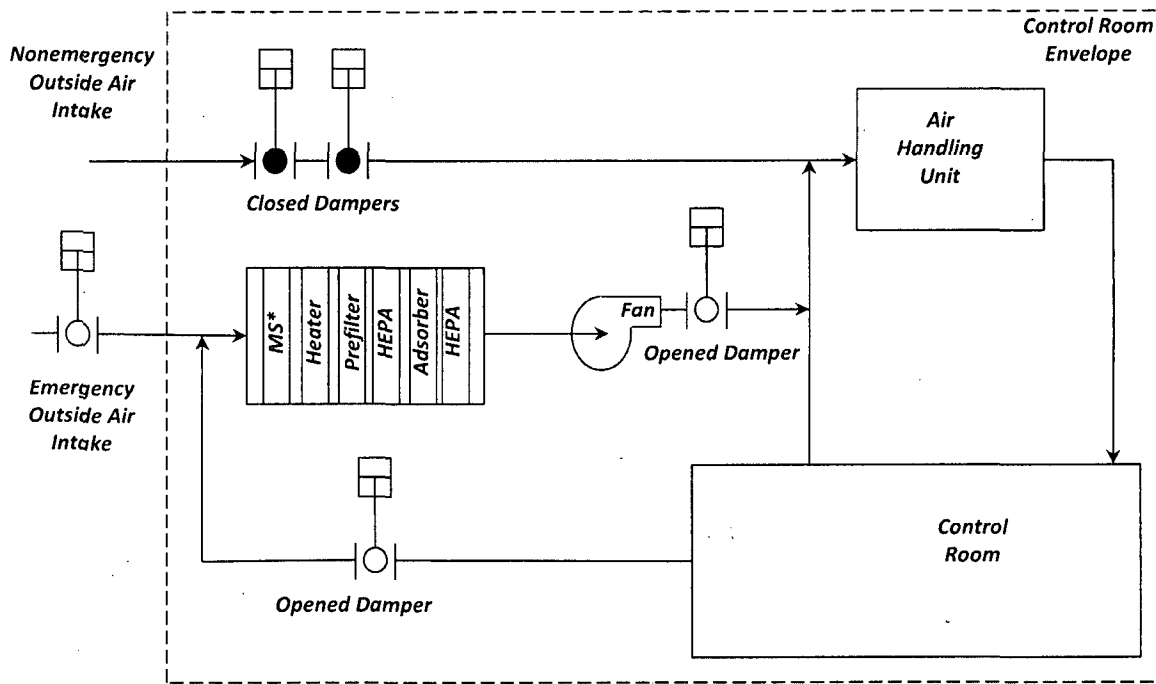 Nonemergency
Outside Air
Intake
Control Room
Envelope
Air
Handling
Unit
Closed Dampers
MS*
Heater
Prefilter
HEPA
Adsorber
HEPA
Fan
Opened Damper
Emergency
Outside Air
Intake
Opened Damper
Control
Room